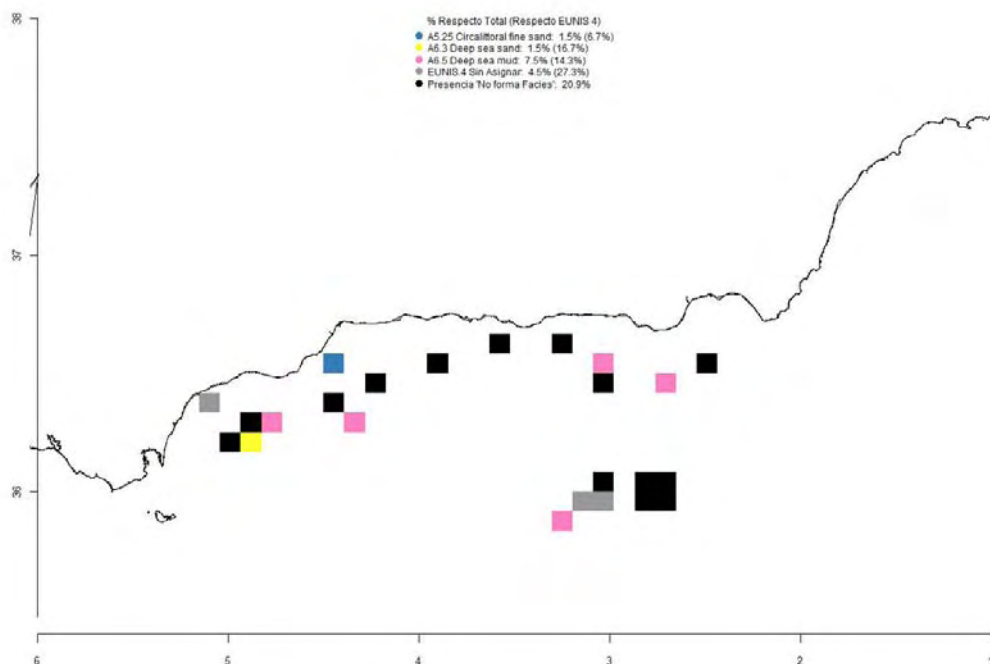 % Respecto Total (Respecto EUNIS 4)
A5.25 Circalittoral fine sand: 1.5% (6.7%)
A6.3 Deep sea sand: 1.5% (16.7%)
A6.5 Deep sea mud: 7.5% (14.3%)
EUNIS.4 Sin Asignar: 4.5% (27.3%)
Presencia 'No forma Facies': 20.9%
38
37
36
6 5 4 3 2 1